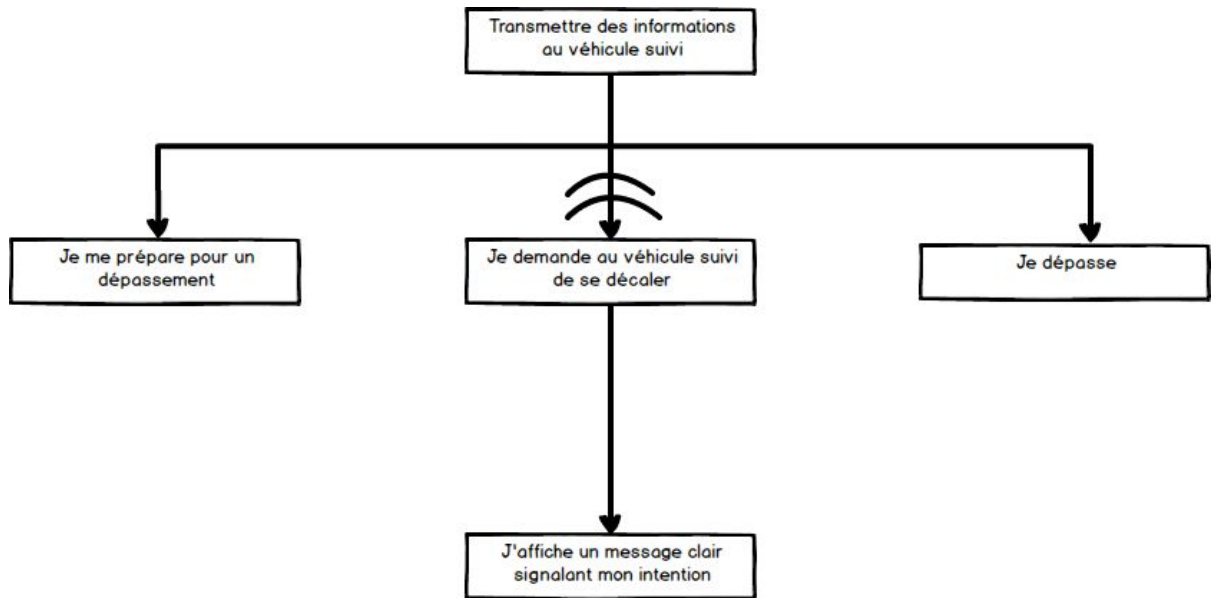 Transmettre des informations
au véhicule suivi
Je me prépare pour un
dépassement
Je demande au véhicule suivi
de se décaler
Je dépasse
J'affiche un message clair
signalant mon intention